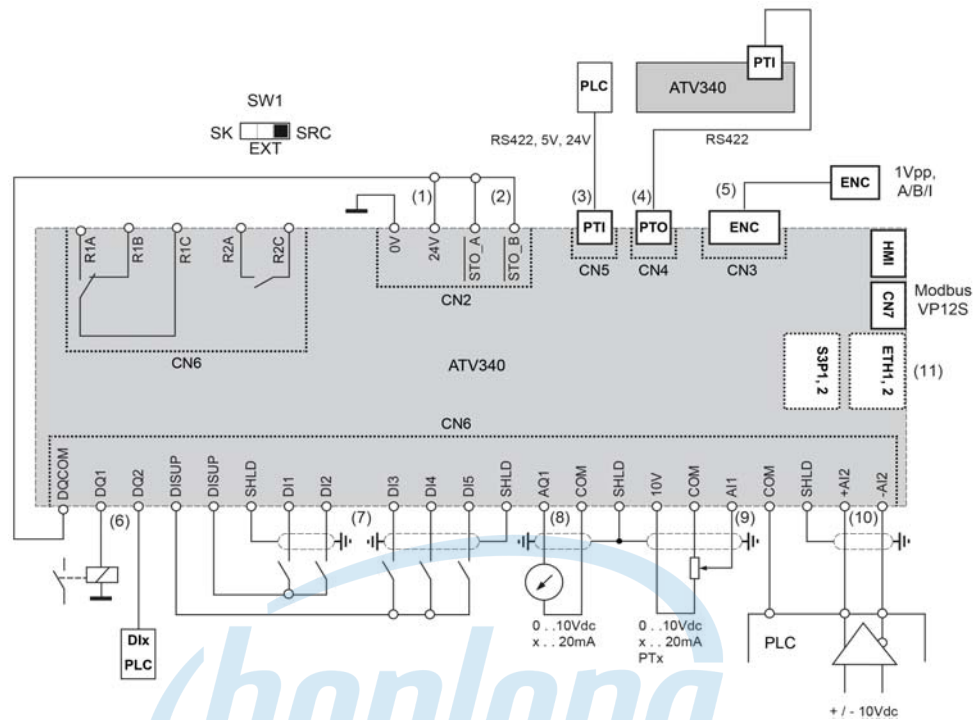 PTI
PLC
ATV340
SW1
SK
SRC
EXT
RS422, 5V, 24V
RS422
1Vpp,
A/B/I
ENC
(1)
(2)
(3)
(4)
(5)
R1A
R1B
R1C
R2A
R2C
0V
24V
STO_A
STO_B
PTI
PTO
ENC
HMI
CN5
CN4
CN3
CN2
CN7
Modbus
VP12S
CN6
ATV340
S3P1, 2
ETH1, 2
(11)
CN6
DQCOM
DQ1
DQ2
DISUP
DISUP
SHLD
DI1
DI2
DI3
DI4
DI5
SHLD
AQ1
COM
SHLD
10V
COM
AI1
COM
SHLD
+AI2
-AI2
(6)
(7)
(8)
(9)
(10)
0 . .10Vdc
x . . 20mA
0 . .10Vdc
x . . 20mA
PTx
PLC
DIx
PLC
+ / - 10Vdc
honlong